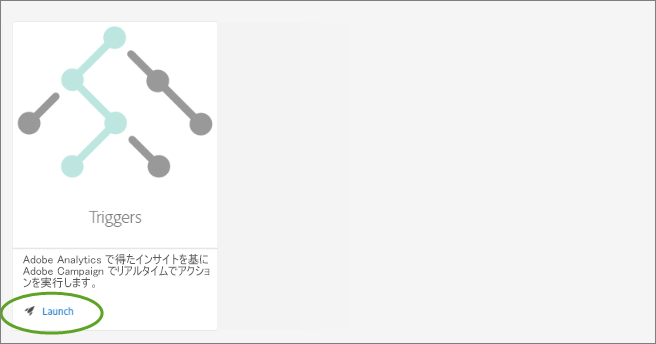 Triggers
Adobe Analytics で得たインサイトを基に
Adobe Campaign でリアルタイムでアクショ
ンを実行します。
Launch